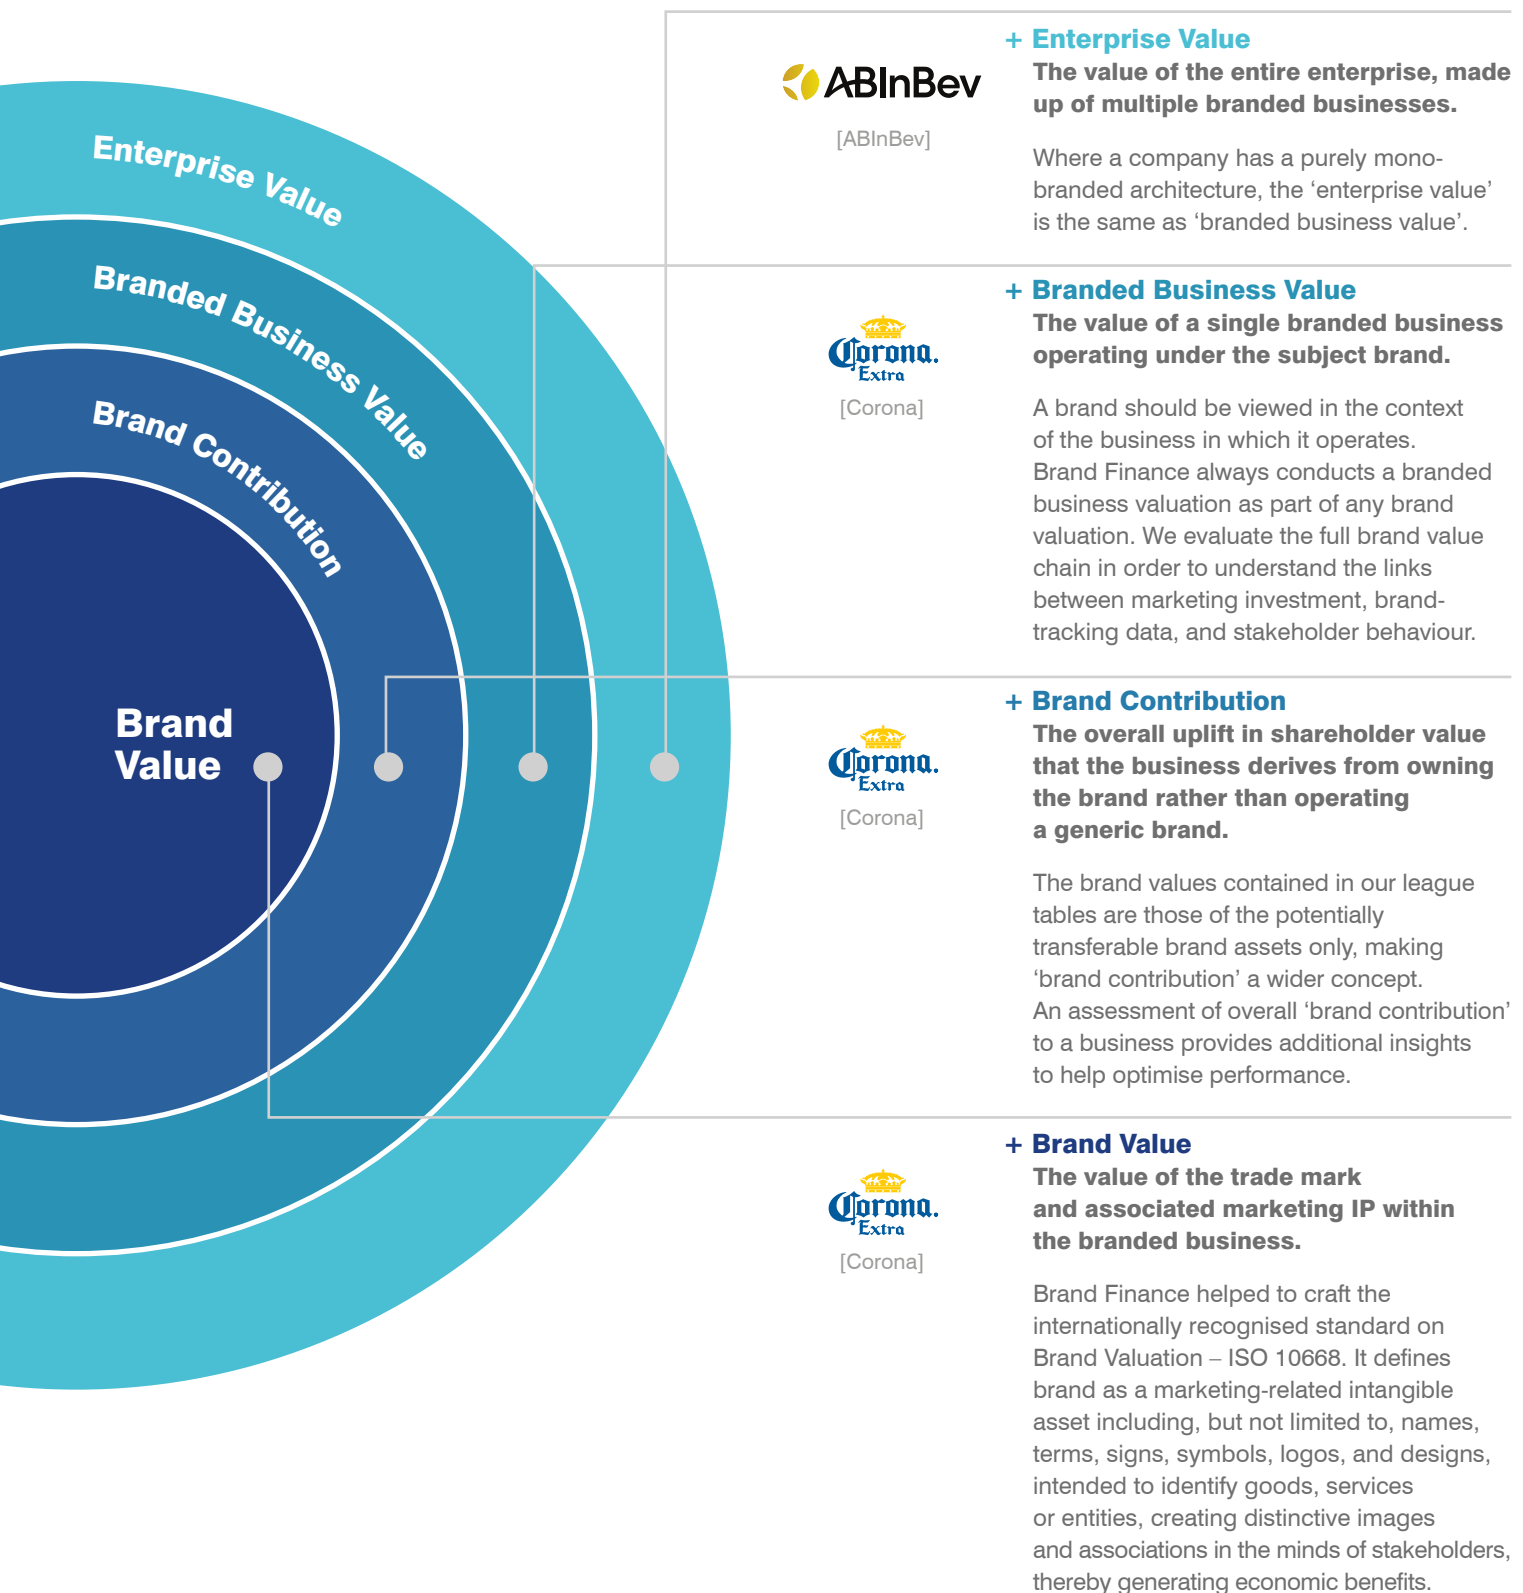 Enterprise Value
Branded Business Value
Brand Contribution
Brand
Value
ABInBev
[ABInBev]
+ Enterprise Value
The value of the entire enterprise, made
up of multiple branded businesses.
Where a company has a purely mono-
branded architecture, the ‘enterprise value’
is the same as ‘branded business value’.
Corona.
Extra
[Corona]
+ Branded Business Value
The value of a single branded business
operating under the subject brand.
A brand should be viewed in the context
of the business in which it operates.
Brand Finance always conducts a branded
business valuation as part of any brand
valuation. We evaluate the full brand value
chain in order to understand the links
between marketing investment, brand-
tracking data, and stakeholder behaviour.
Corona.
Extra
[Corona]
+ Brand Contribution
The overall uplift in shareholder value
that the business derives from owning
the brand rather than operating
a generic brand.
The brand values contained in our league
tables are those of the potentially
transferable brand assets only, making
‘brand contribution’ a wider concept.
An assessment of overall ‘brand contribution’
to a business provides additional insights
to help optimise performance.
Corona.
Extra
[Corona]
+ Brand Value
The value of the trade mark
and associated marketing IP within
the branded business.
Brand Finance helped to craft the
internationally recognised standard on
Brand Valuation – ISO 10668. It defines
brand as a marketing-related intangible
asset including, but not limited to, names,
terms, signs, symbols, logos, and designs,
intended to identify goods, services
or entities, creating distinctive images
and associations in the minds of stakeholders,
thereby generating economic benefits.